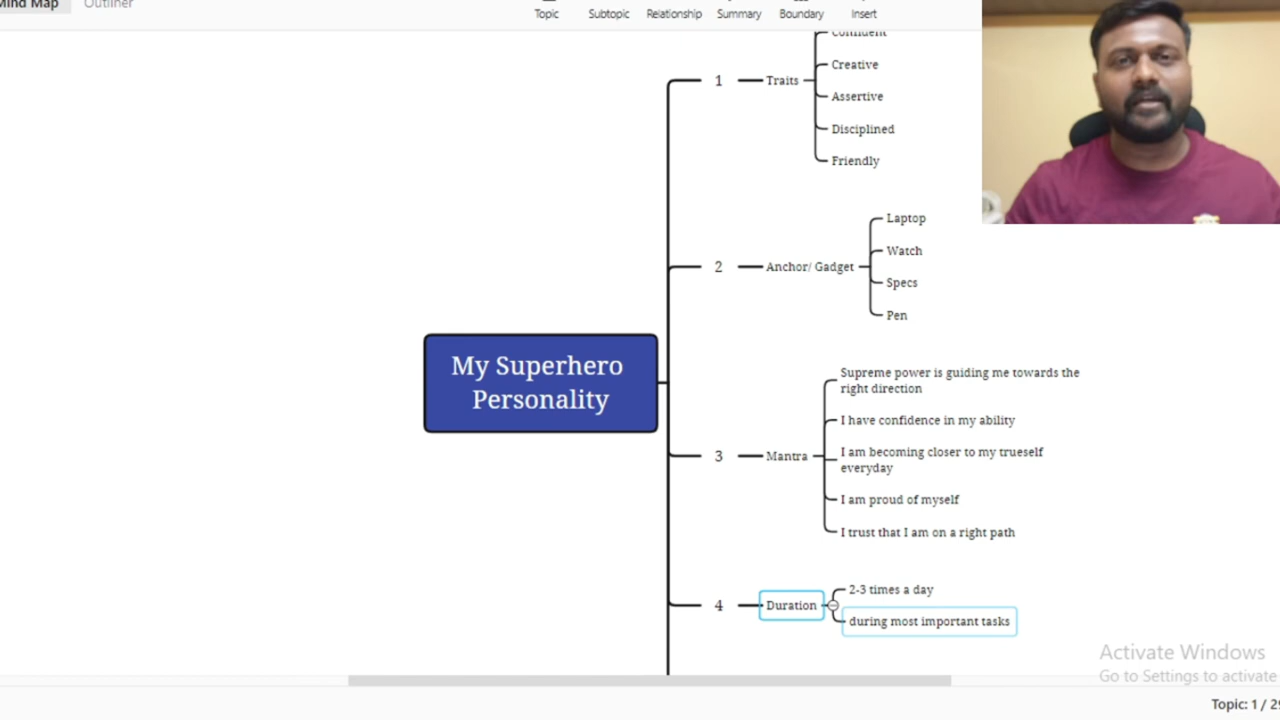 Mind Map Outliner
Topic Subtopic Relationship Summary Boundary Insert
Confident
1 Traits
Creative
Assertive
Disciplined
Friendly
2 Anchor/ Gadget
Laptop
Watch
Specs
Pen
My Superhero
Personality
3 Mantra
Supreme power is guiding me towards the
right direction
I have confidence in my ability
I am becoming closer to my trueself
everyday
I am proud of myself
I trust that I am on a right path
4 Duration
2-3 times a day
during most important tasks
Activate Windows
Go to Settings to activate
Topic: 1 / 29